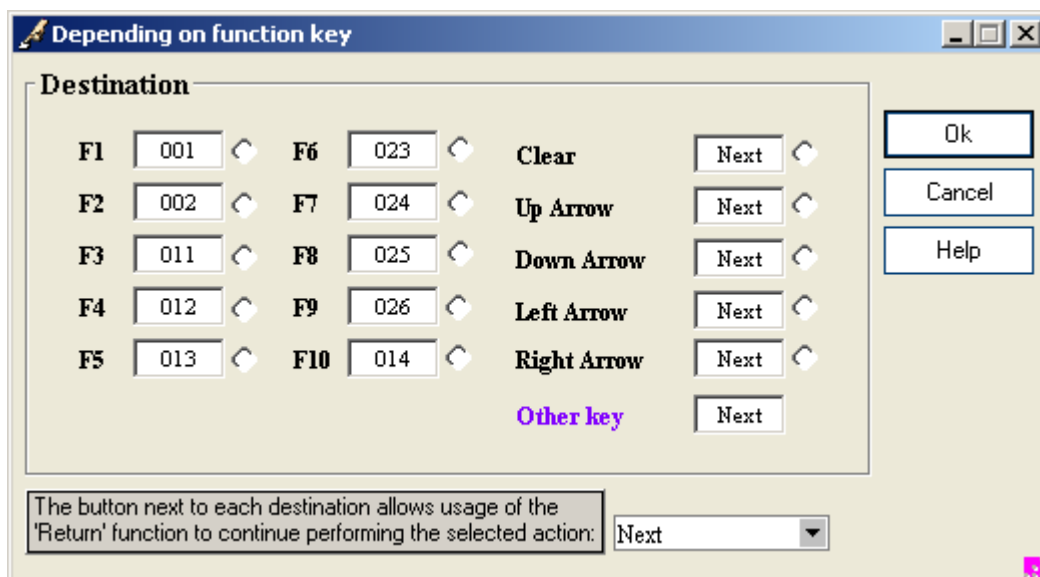 Depending on function key
Destination
F1 001 F6 023 Clear Next
F2 002 F7 024 Up Arrow Next
F3 011 F8 025 Down Arrow Next
F4 012 F9 026 Left Arrow Next
F5 013 F10 014 Right Arrow Next
Other key Next
Ok
Cancel
Help
The button next to each destination allows usage of the
'Return' function to continue performing the selected action:
Next